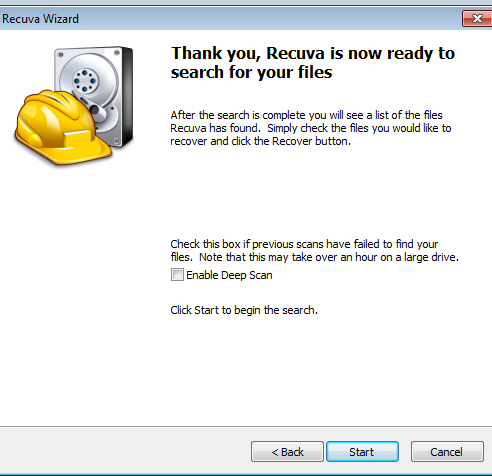 Recuva Wizard
Thank you, Recuva is now ready to
search for your files
After the search is complete you will see a list of the files
Recuva has found. Simply check the files you would like to
recover and click the Recover button.
Check this box if previous scans have failed to find your
files. Note that this may take over an hour on a large drive.
Enable Deep Scan
Click Start to begin the search.
< Back
Start
Cancel